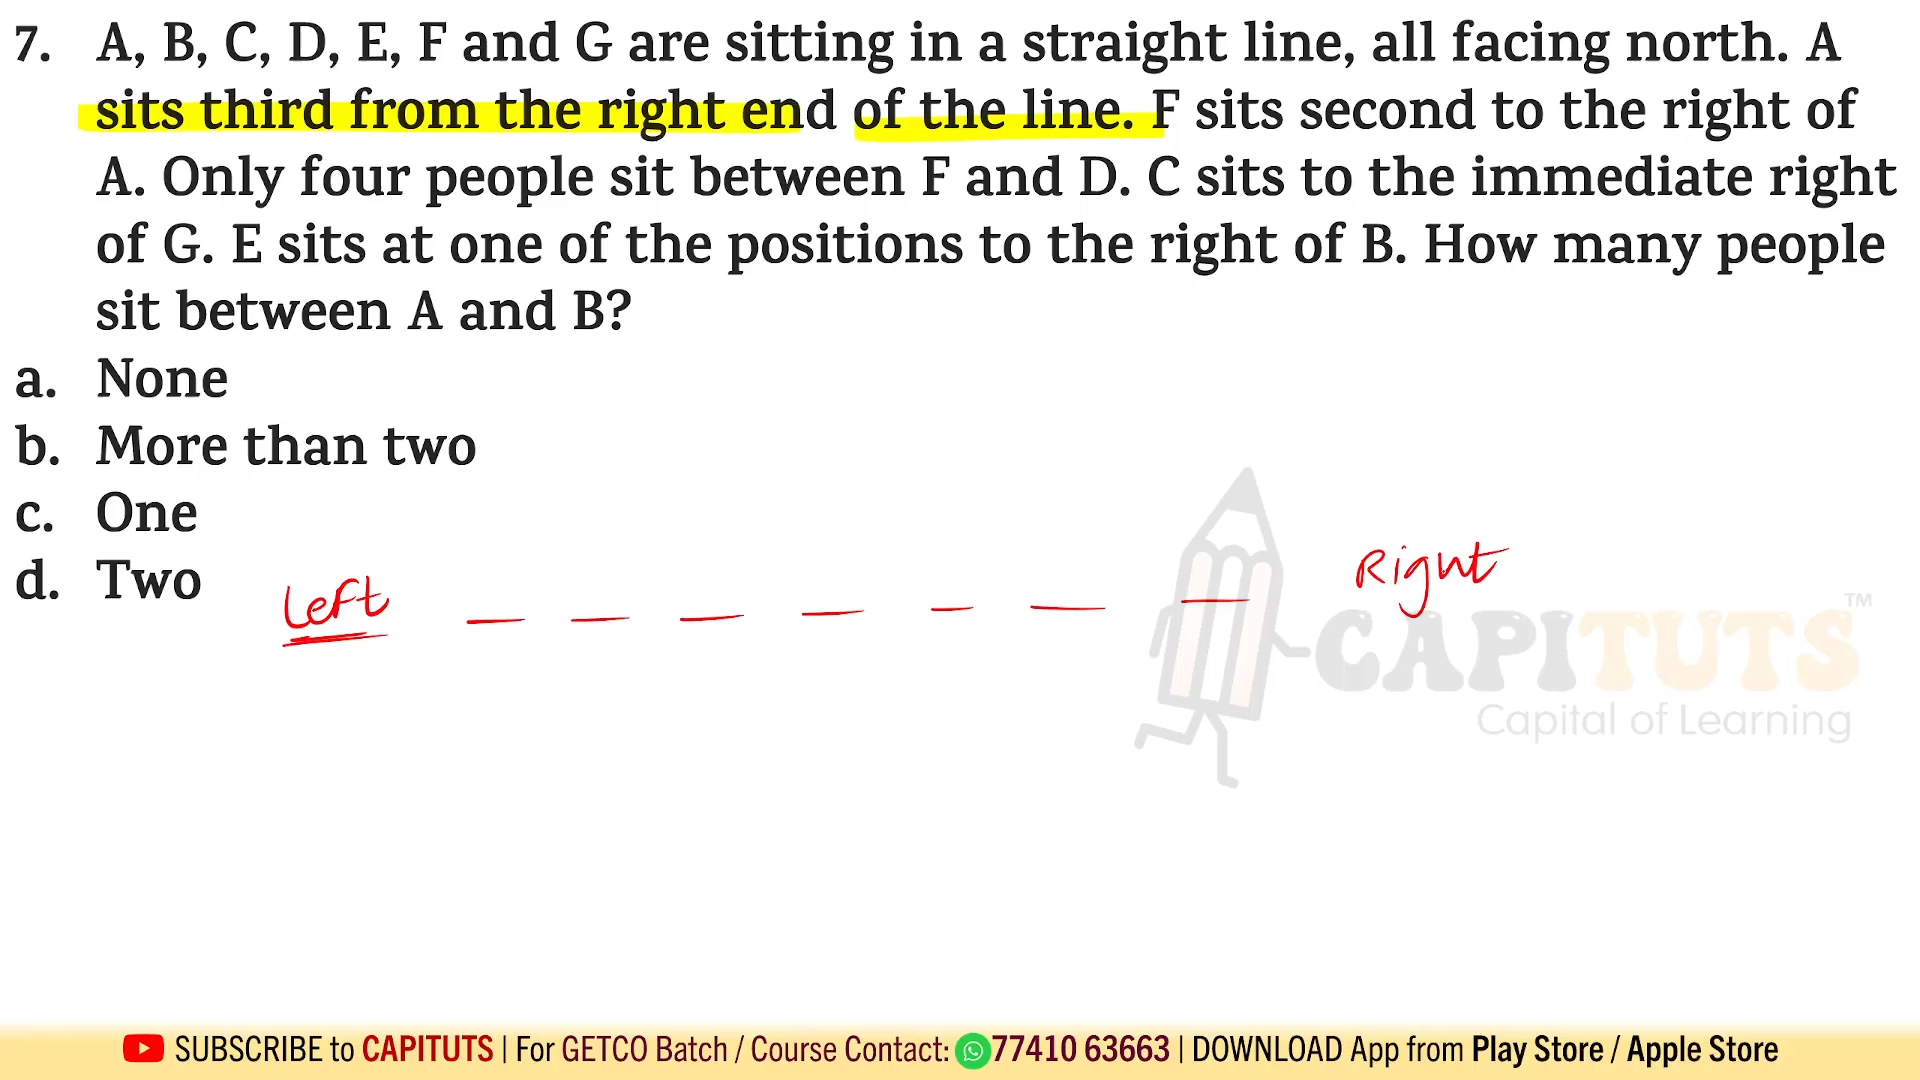 7. A, B, C, D, E, F and G are sitting in a straight line, all facing north. A
sits third from the right end of the line. F sits second to the right of
A. Only four people sit between F and D. C sits to the immediate right
of G. E sits at one of the positions to the right of B. How many people
sit between A and B?
a. None
b. More than two
c. One
d. Two
Left
Right
CAPITUTS™
Capital of Learning
SUBSCRIBE to CAPITUTS | For GETCO Batch / Course Contact: 77410 63663 | DOWNLOAD App from Play Store / Apple Store